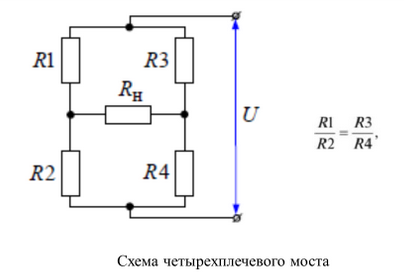 R1 R3
Rн
U
R1/R2 = R3/R4,
R2 R4
Схема четырехплечевого моста